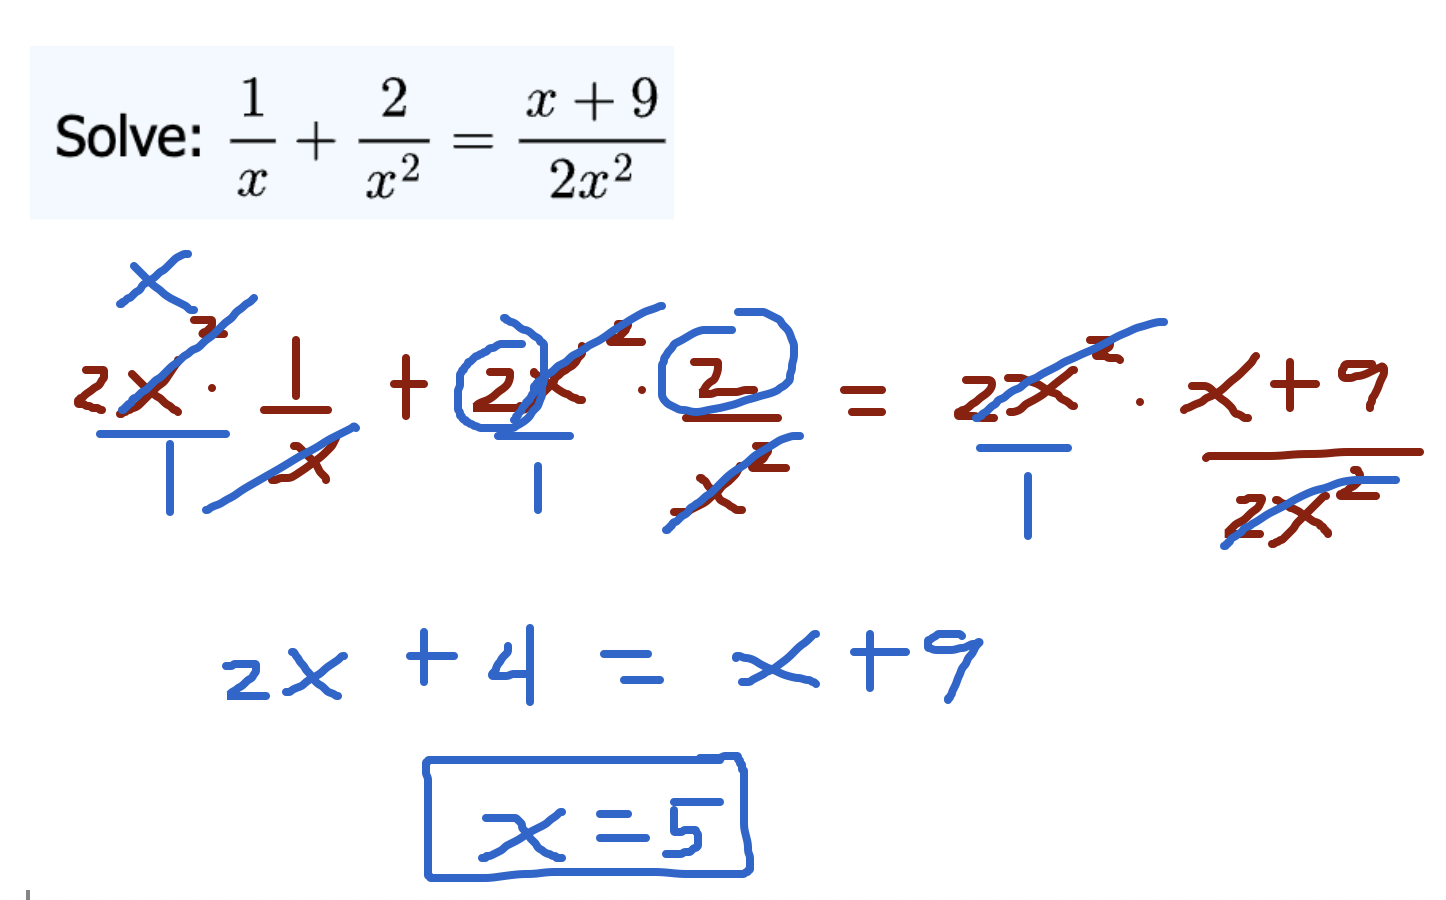 Solve: 1/x + 2/x² = (x + 9)/(2x²)
x
2x²/1 · 1/x + 2x²/1 · 2/x² = 2x²/1 · (x+9)/(2x²)
2x + 4 = x + 9
x = 5